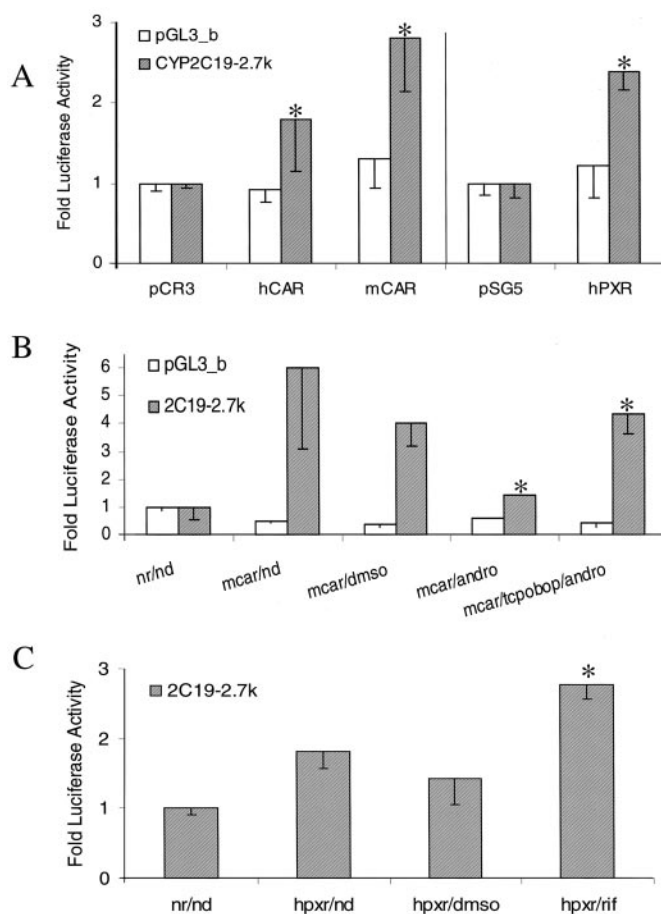 A
Fold Luciferase Activity
3
2
1
0
pGL3_b
CYP2C19-2.7k
*
*
*
pCR3 hCAR mCAR pSG5 hPXR
B
Fold Luciferase Activity
6
5
4
3
2
1
0
pGL3_b
2C19-2.7k
*
*
nr/nd mcar/nd mcar/dmso mcar/andro mcar/tcpobop/andro
C
Fold Luciferase Activity
3
2
1
0
2C19-2.7k
*
nr/nd hpxr/nd hpxr/dmso hpxr/rif